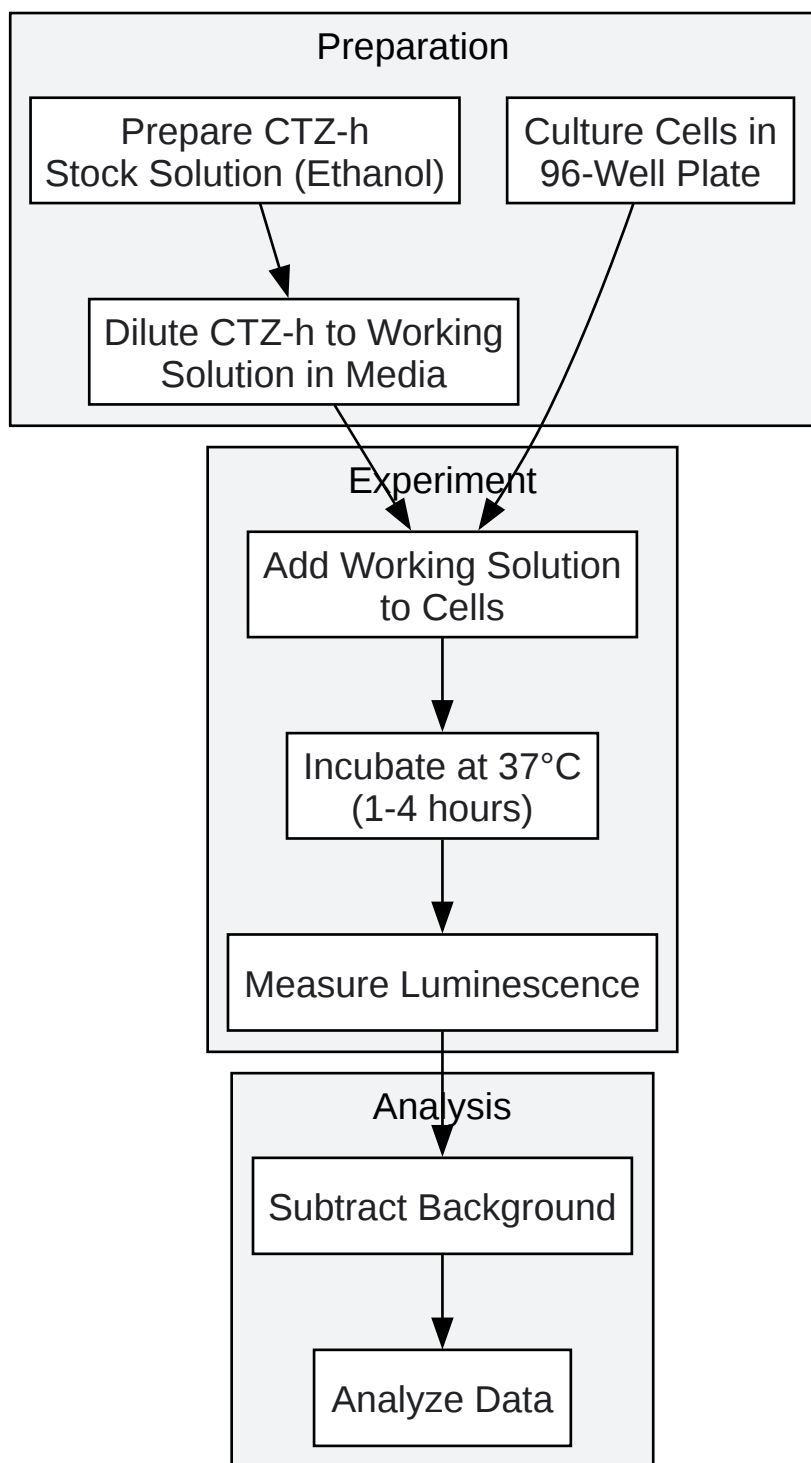 Preparation
Prepare CTZ-h
Stock Solution (Ethanol)
Culture Cells in
96-Well Plate
Dilute CTZ-h to Working
Solution in Media
Experiment
Add Working Solution
to Cells
Incubate at 37°C
(1-4 hours)
Measure Luminescence
Analysis
Subtract Background
Analyze Data